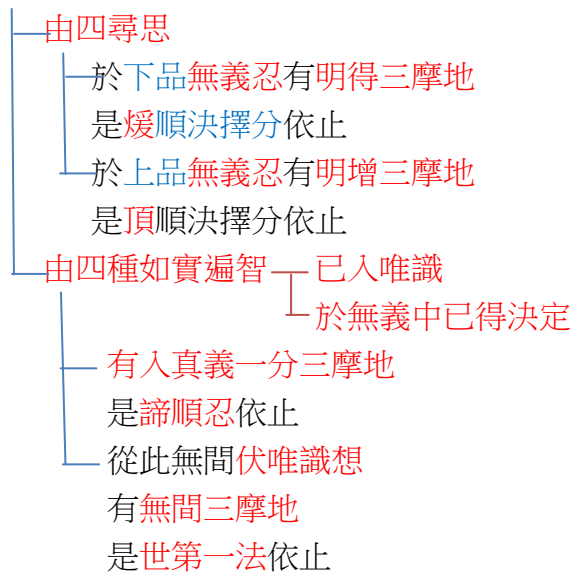 由四尋思
於下品無義忍有明得三摩地
是煖順決擇分依止
於上品無義忍有明增三摩地
是頂順決擇分依止
由四種如實遍智 已入唯識
於無義中已得決定
有入真義一分三摩地
是諦順忍依止
從此無間伏唯識想
有無間三摩地
是世第一法依止